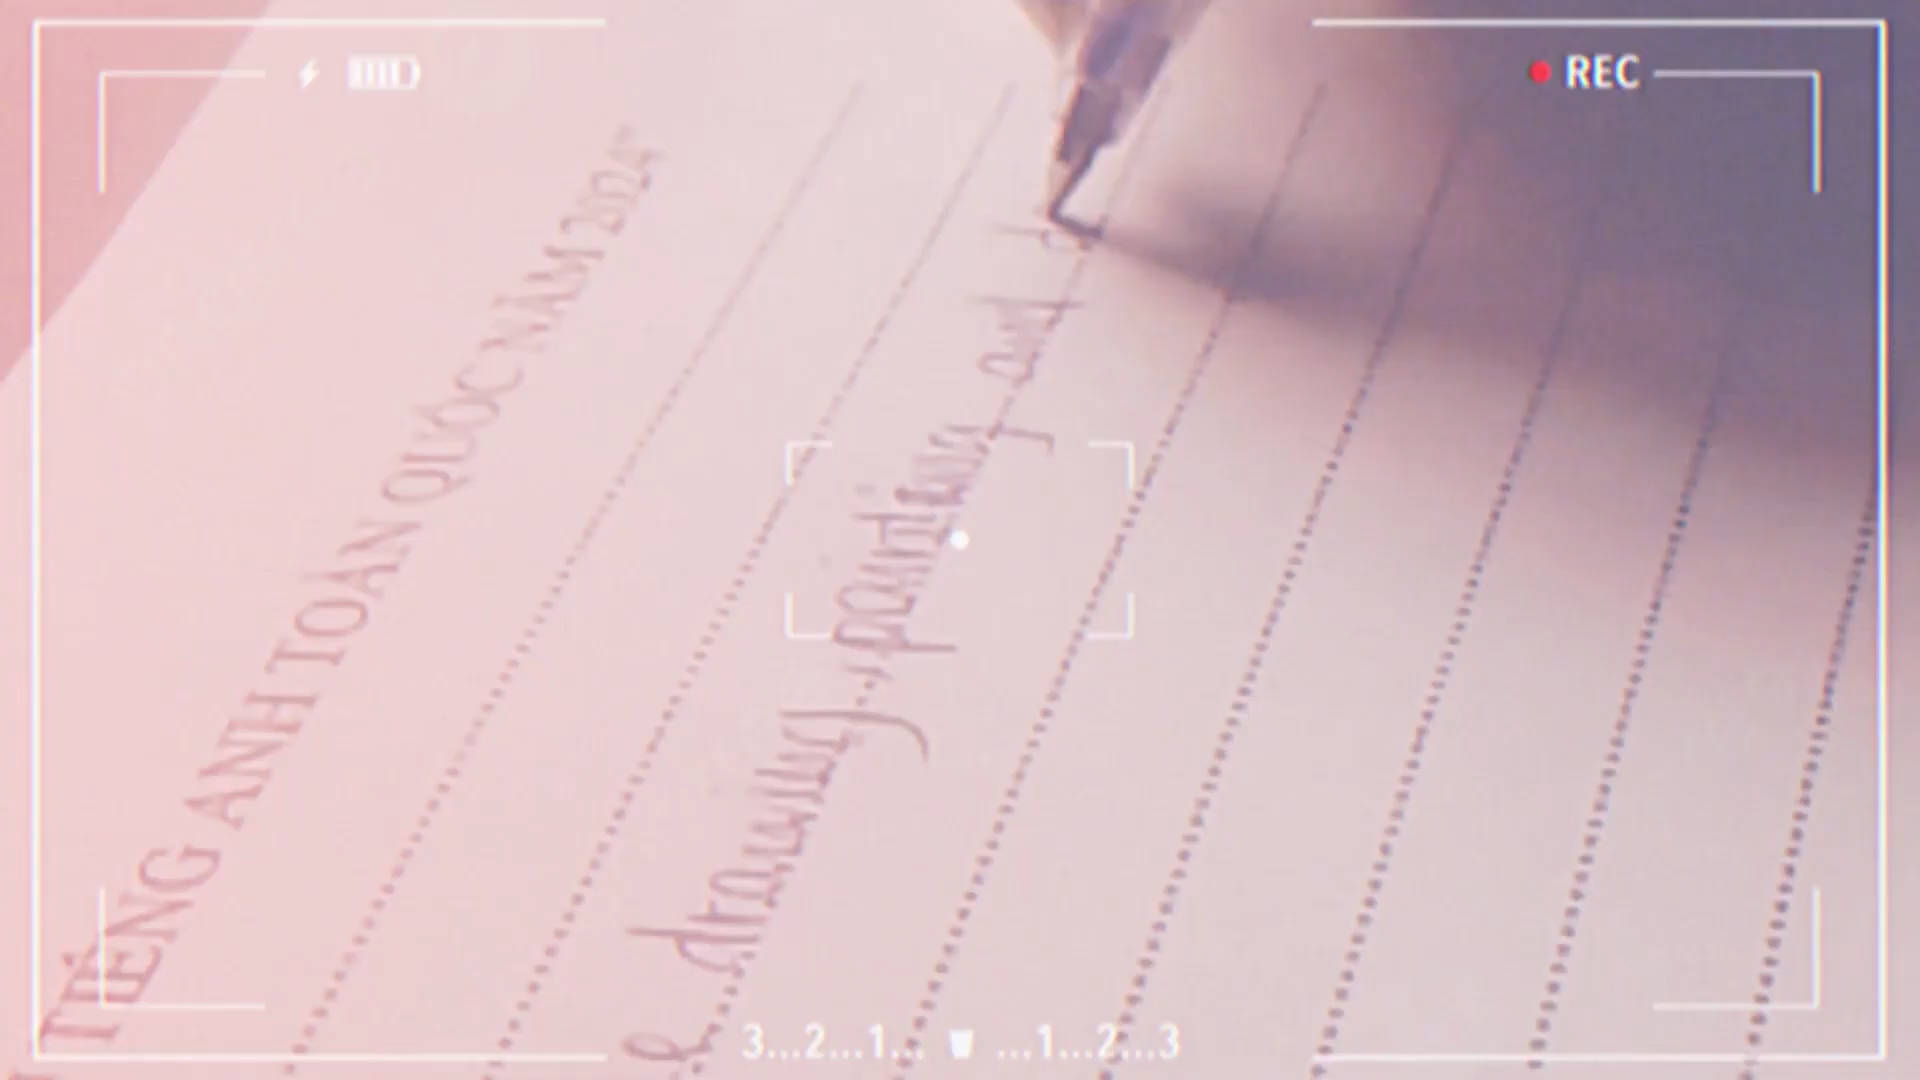 REC
TIẾNG ANH TOÀN QUỐC NĂM 2024"
drawing, painting and
3...2...1... ...1...2...3